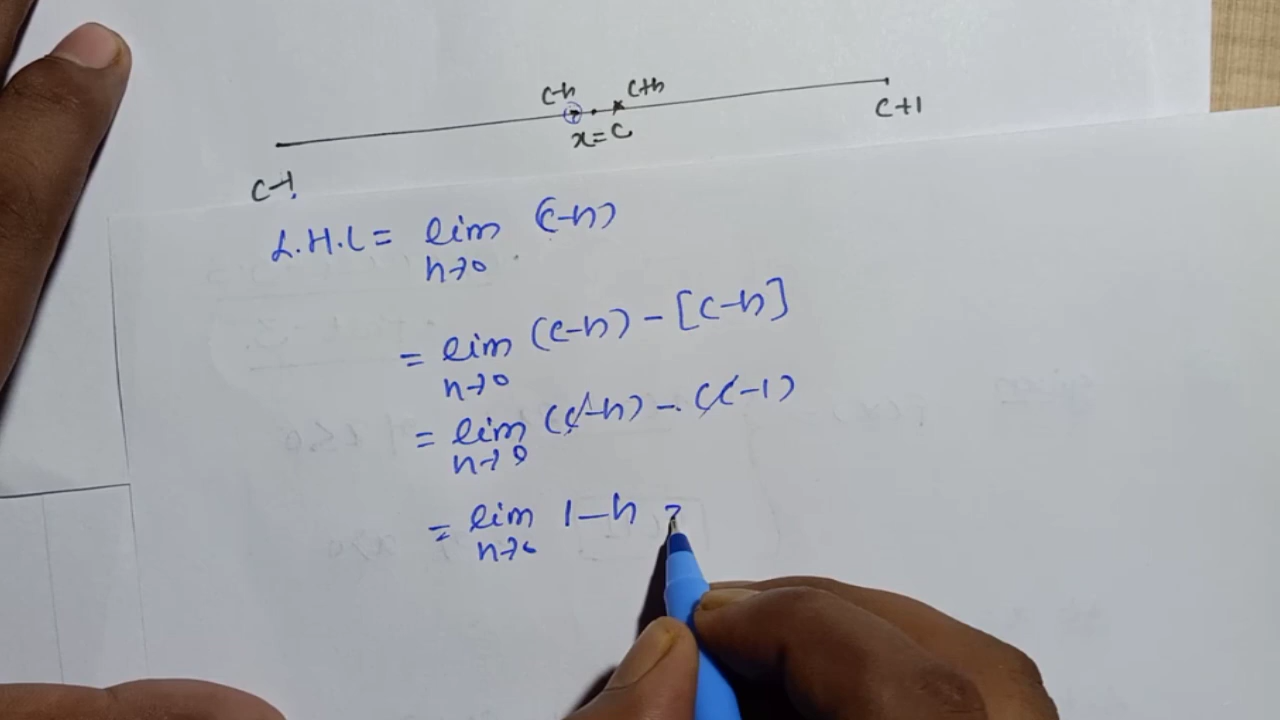 c-h c+h
x=c
c+1
c-1
L.H.L = lim (c-h)
h→0
= lim (c-h) - [c-h]
h→0
= lim (c-h) - (c-1)
h→0
= lim 1-h =
h→0